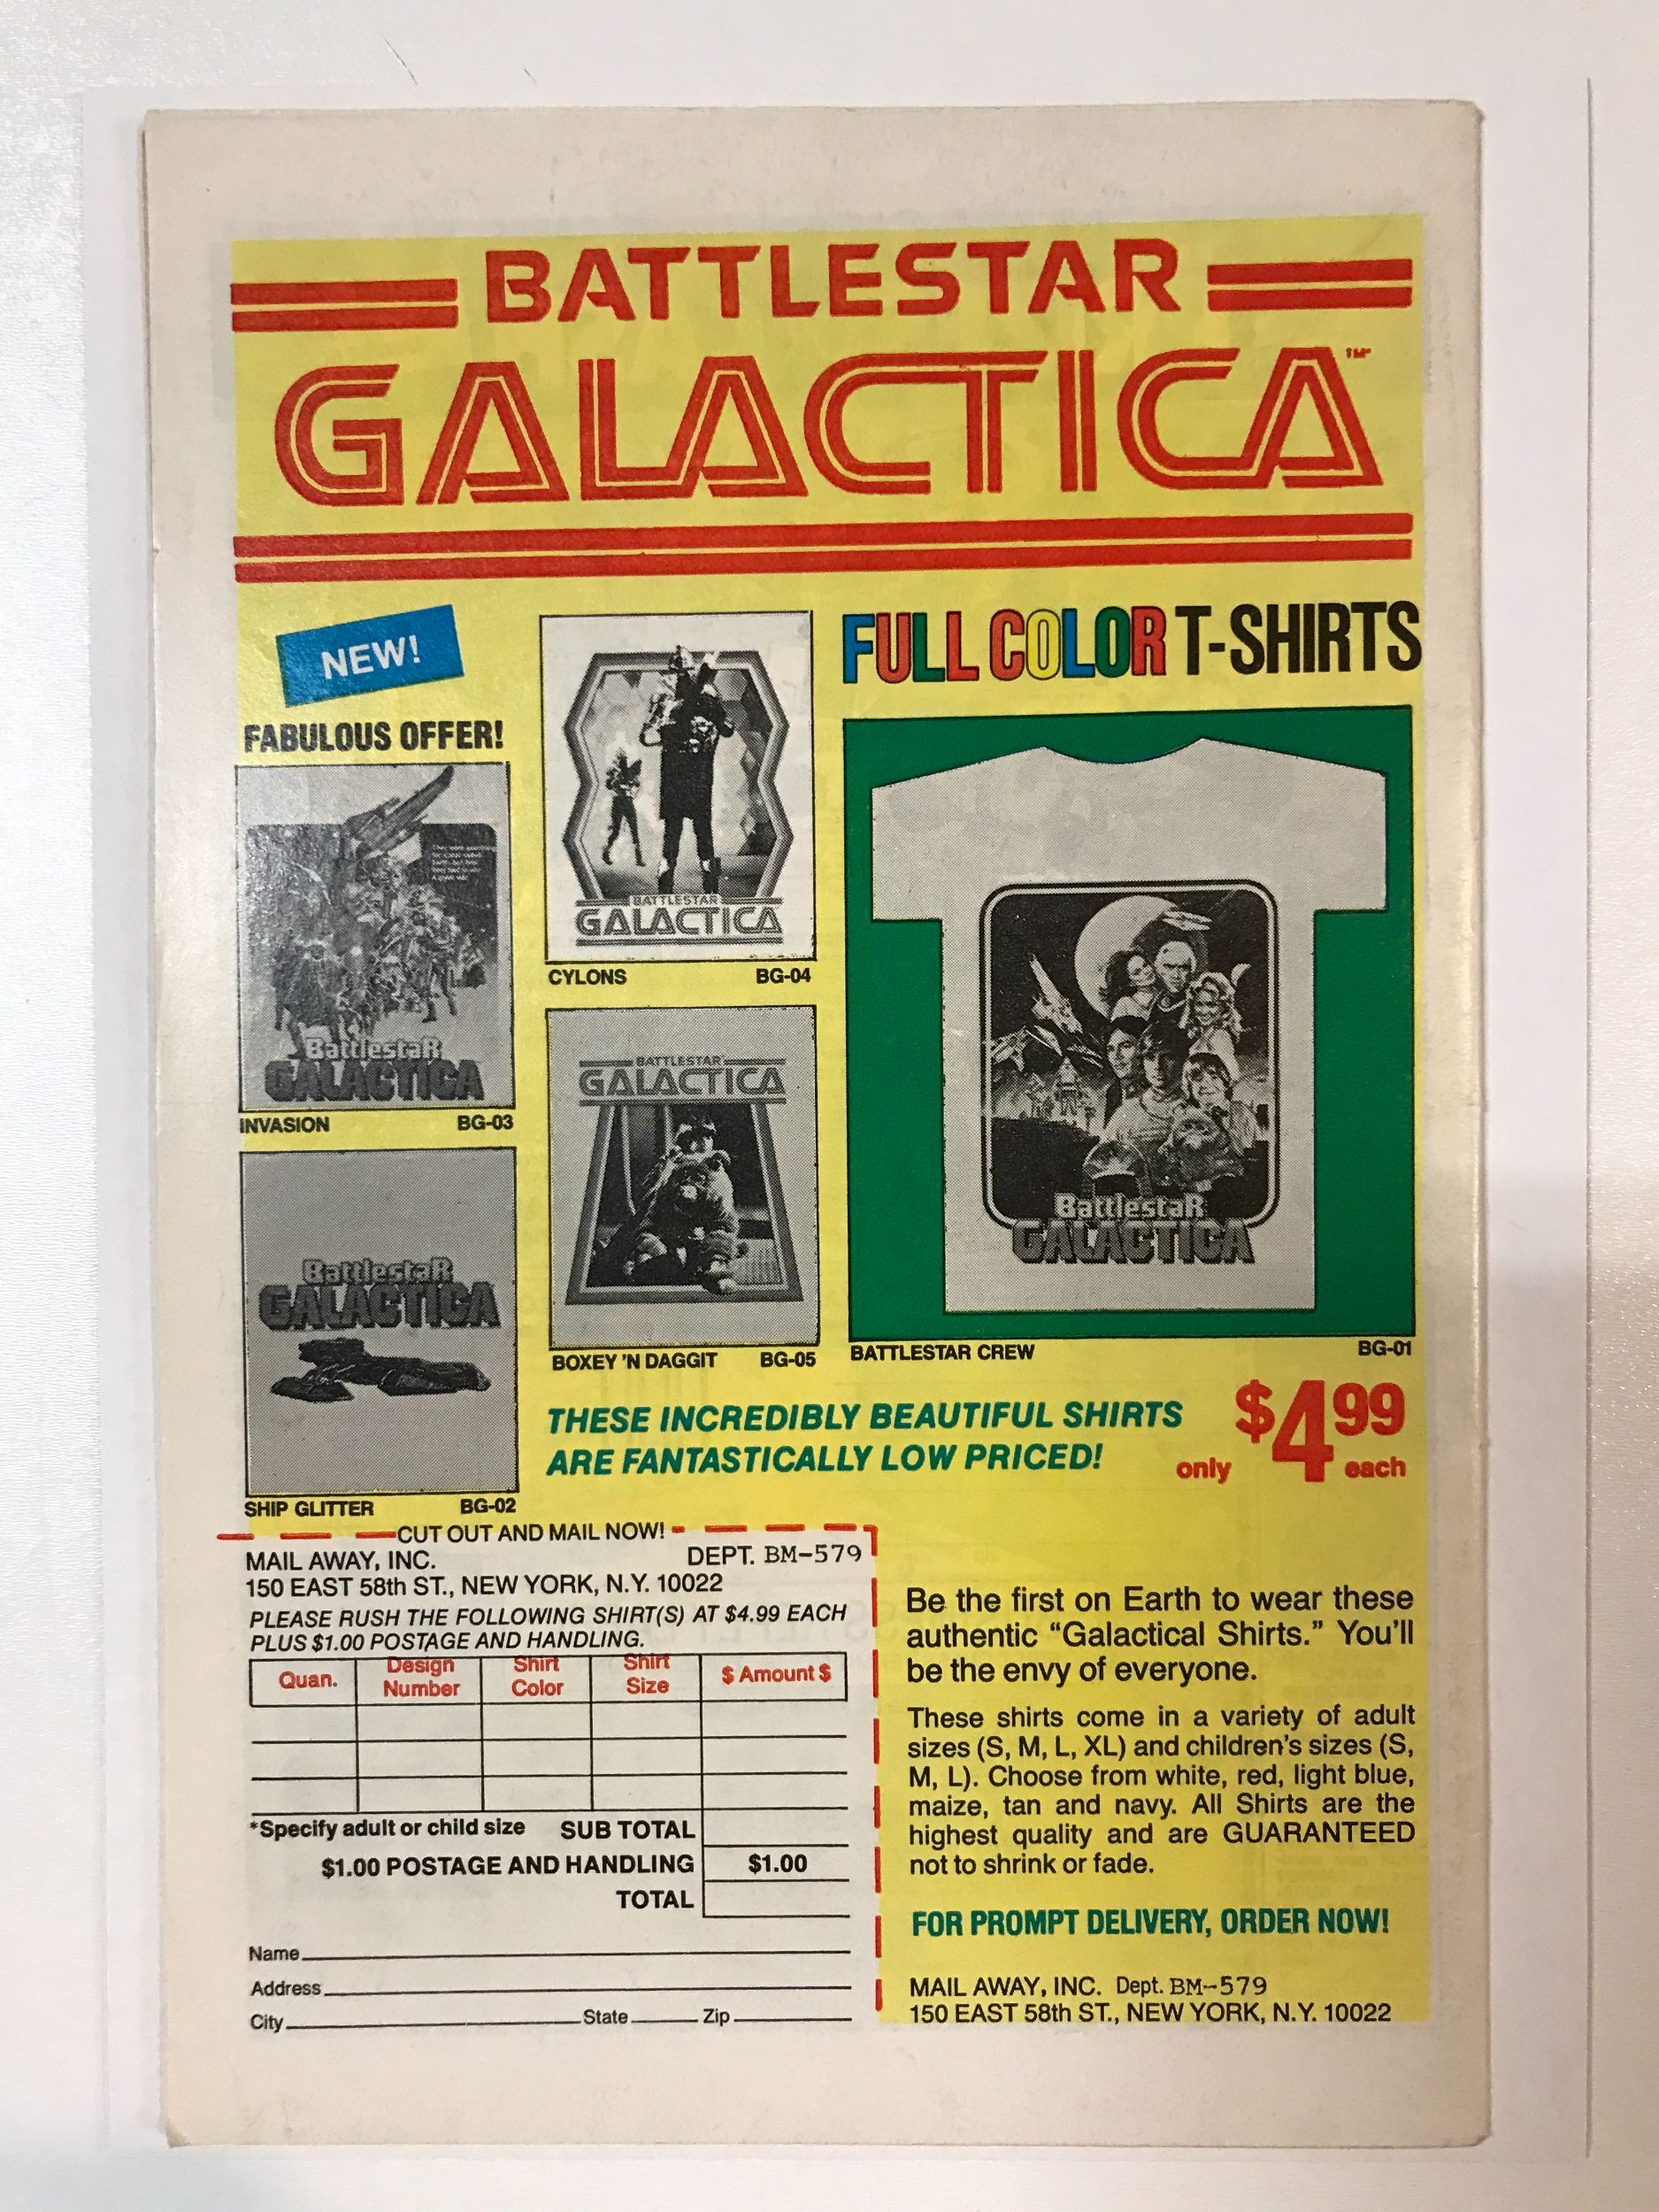 BATTLESTAR
GALACTICA™
NEW!
FABULOUS OFFER!
FULL COLOR T-SHIRTS
BATTLESTAR
GALACTICA
CYLONS BG-04
They were searching
for a
Earth
A great war.
BattlestaR
GALACTICA
INVASION BG-03
BATTLESTAR
GALACTICA
BOXEY 'N DAGGIT BG-05
BattlestaR
GALACTICA
BATTLESTAR CREW BG-01
BattlestaR
GALACTICA
SHIP GLITTER BG-02
THESE INCREDIBLY BEAUTIFUL SHIRTS
ARE FANTASTICALLY LOW PRICED!
only $4.99 each
CUT OUT AND MAIL NOW!
MAIL AWAY, INC. DEPT. BM-579
150 EAST 58th ST., NEW YORK, N.Y. 10022
PLEASE RUSH THE FOLLOWING SHIRT(S) AT $4.99 EACH
PLUS $1.00 POSTAGE AND HANDLING.
Quan. Design Number Shirt Color Shirt Size $ Amount $
*Specify adult or child size SUB TOTAL
$1.00 POSTAGE AND HANDLING $1.00
TOTAL
Name
Address
City State Zip
Be the first on Earth to wear these
authentic “Galactical Shirts.” You'll
be the envy of everyone.
These shirts come in a variety of adult
sizes (S, M, L, XL) and children's sizes (S,
M, L). Choose from white, red, light blue,
maize, tan and navy. All Shirts are the
highest quality and are GUARANTEED
not to shrink or fade.
FOR PROMPT DELIVERY, ORDER NOW!
MAIL AWAY, INC. Dept. BM-579
150 EAST 58th ST., NEW YORK, N.Y. 10022